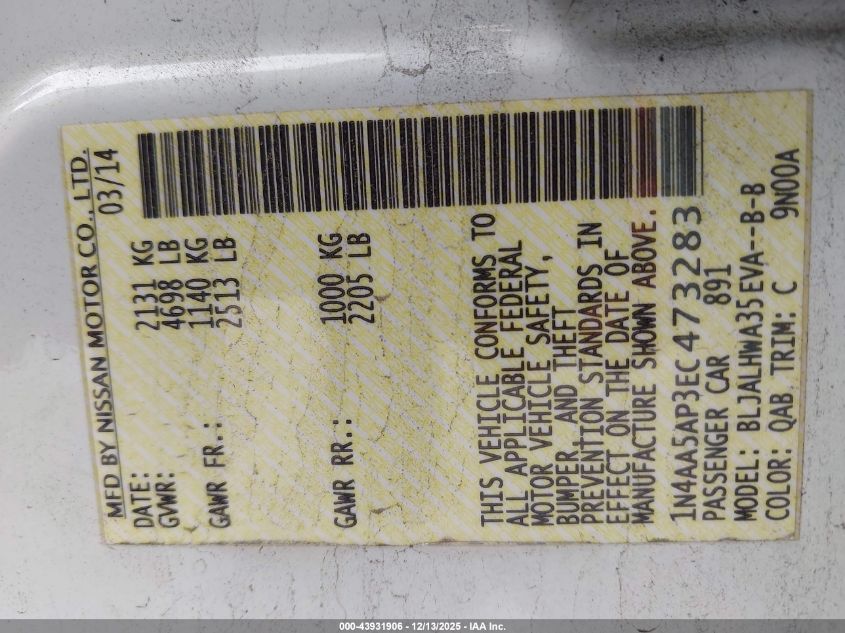 MFD BY NISSAN MOTOR CO., LTD.
DATE: 03/14
GVWR: 2131 KG
4698 LB
GAWR FR.: 1140 KG
2513 LB
GAWR RR.: 1000 KG
2205 LB
THIS VEHICLE CONFORMS TO
ALL APPLICABLE FEDERAL
MOTOR VEHICLE SAFETY,
BUMPER AND THEFT
PREVENTION STANDARDS IN
EFFECT ON THE DATE OF
MANUFACTURE SHOWN ABOVE.
1N4AA5AP3EC473283
PASSENGER CAR 891
MODEL: BLJALHWA35EVA--B-B
COLOR: QAB TRIM: C 9N00A
000-43931906 - 12/13/2025 - IAA Inc.